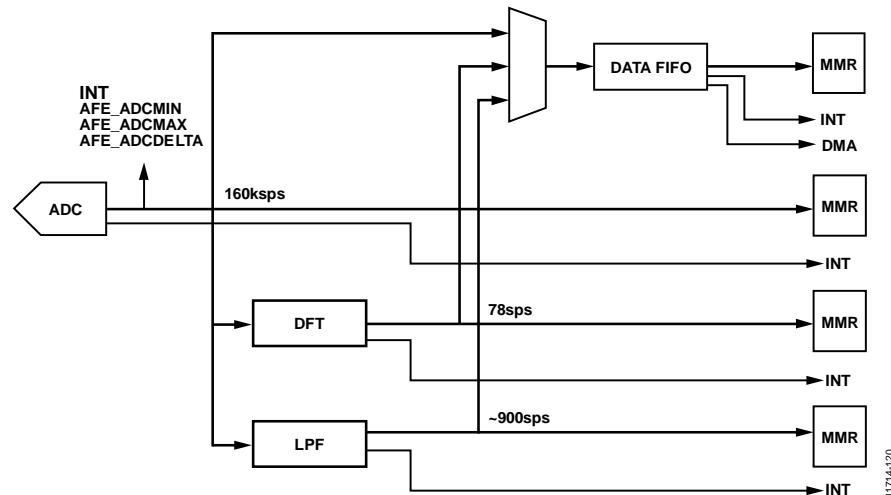 DATA FIFO
MMR
INT
AFE_ADCMIN
AFE_ADCMAX
AFE_ADCDELTA
INT
DMA
ADC
160ksps
MMR
INT
DFT
78sps
MMR
INT
LPF
~900sps
MMR
INT